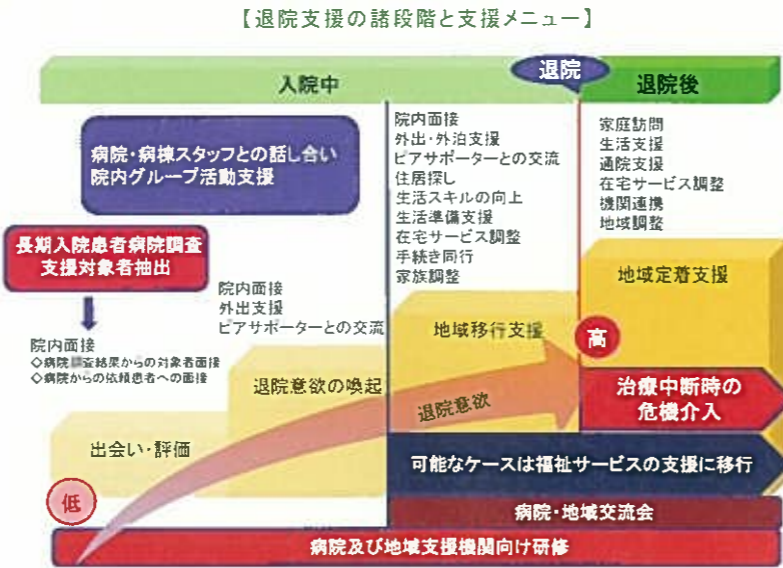 【退院支援の諸段階と支援メニュー】
入院中
退院
退院後
病院・病棟スタッフとの話し合い
院内グループ活動支援
院内面接
外出・外泊支援
ピアサポーターとの交流
住居探し
生活スキルの向上
生活準備支援
在宅サービス調整
手続き同行
家族調整
家庭訪問
生活支援
通院支援
在宅サービス調整
機関連携
地域調整
長期入院患者病院調査
支援対象者抽出
院内面接
外出支援
ピアサポーターとの交流
院内面接
◇病院調査結果からの対象者面接
◇病院からの依頼患者への面接
地域定着支援
地域移行支援
高
退院意欲の喚起
退院意欲
治療中断時の
危機介入
出会い・評価
可能なケースは福祉サービスの支援に移行
低
病院・地域交流会
病院及び地域支援機関向け研修